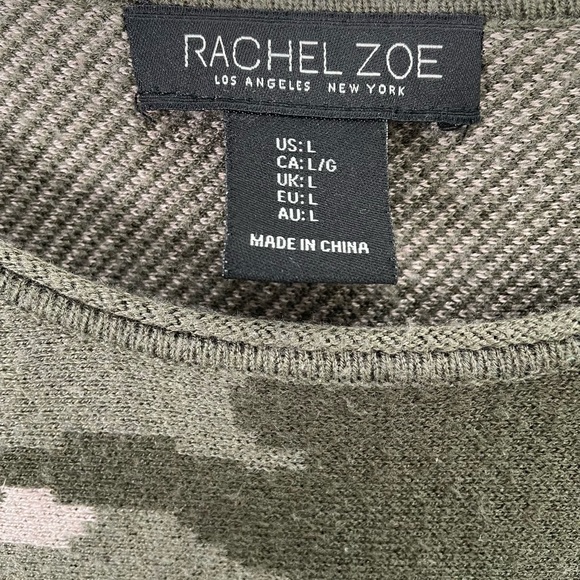 RACHEL ZOE
LOS ANGELES NEW YORK
US: L
CA: L/G
UK: L
EU: L
AU: L
MADE IN CHINA